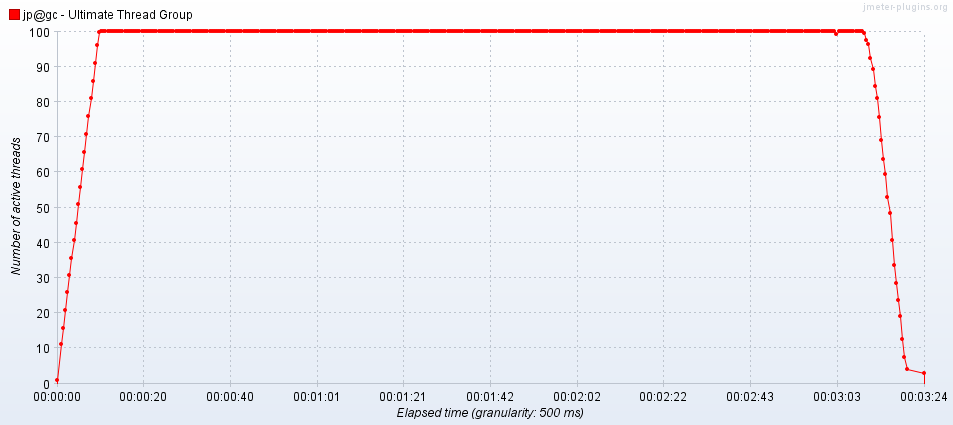 jmeter-plugins.org
jp@gc - Ultimate Thread Group
100
90
80
70
60
50
40
30
20
10
0
Number of active threads
00:00:00 00:00:20 00:00:40 00:01:01 00:01:21 00:01:42 00:02:02 00:02:22 00:02:43 00:03:03 00:03:24
Elapsed time (granularity: 500 ms)